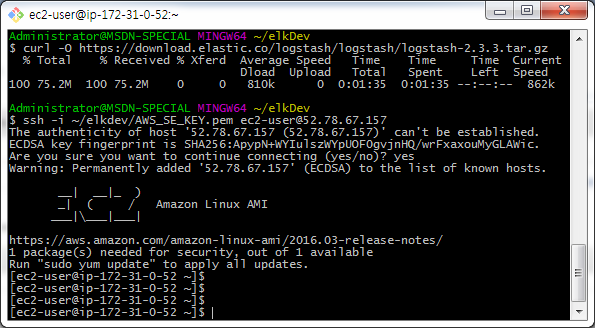 ec2-user@ip-172-31-0-52:~
Administrator@MSDN-SPECIAL MINGW64 ~/elkDev
$ curl -O https://download.elastic.co/logstash/logstash/logstash-2.3.3.tar.gz
% Total % Received % Xferd Average Speed Time Time Time Current
Dload Upload Total Spent Left Speed
100 75.2M 100 75.2M 0 0 810k 0 0:01:35 0:01:35 --:--:-- 862k
Administrator@MSDN-SPECIAL MINGW64 ~/elkDev
$ ssh -i ~/elkdev/AWS_SE_KEY.pem ec2-user@52.78.67.157
The authenticity of host '52.78.67.157 (52.78.67.157)' can't be established.
ECDSA key fingerprint is SHA256:ApypN+WYIulszWYpUOFOgvjnHQ/wrFxaxouMyGLAWic.
Are you sure you want to continue connecting (yes/no)? yes
Warning: Permanently added '52.78.67.157' (ECDSA) to the list of known hosts.
__|  __|_  )
_|  (     /   Amazon Linux AMI
___|\___|___|
https://aws.amazon.com/amazon-linux-ami/2016.03-release-notes/
1 package(s) needed for security, out of 1 available
Run "sudo yum update" to apply all updates.
[ec2-user@ip-172-31-0-52 ~]$
[ec2-user@ip-172-31-0-52 ~]$
[ec2-user@ip-172-31-0-52 ~]$
[ec2-user@ip-172-31-0-52 ~]$